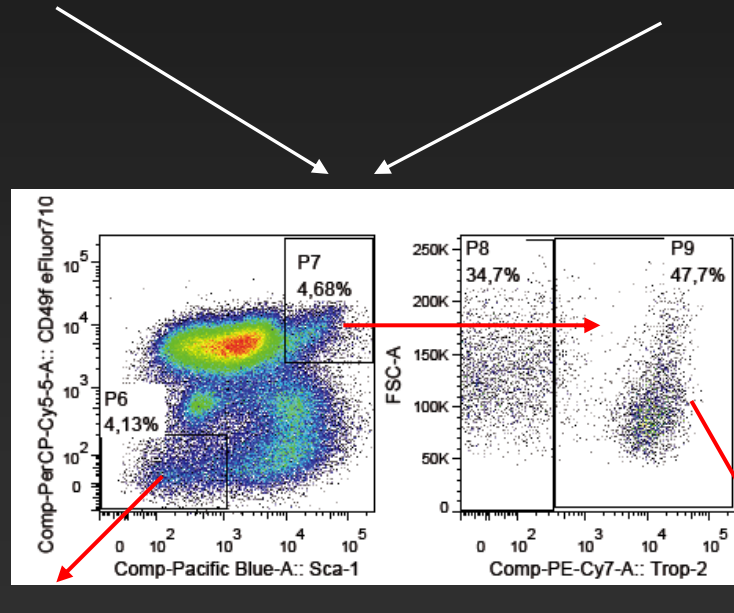 Comp-PerCP-Cy5-5-A:: CD49f eFluor710
10^5
10^4
10^3
10^2
0
P7
4,68%
P6
4,13%
0 10^2 10^3 10^4 10^5
Comp-Pacific Blue-A:: Sca-1
FSC-A
250K
200K
150K
100K
50K
0
P8
34,7%
P9
47,7%
0 10^2 10^3 10^4 10^5
Comp-PE-Cy7-A:: Trop-2